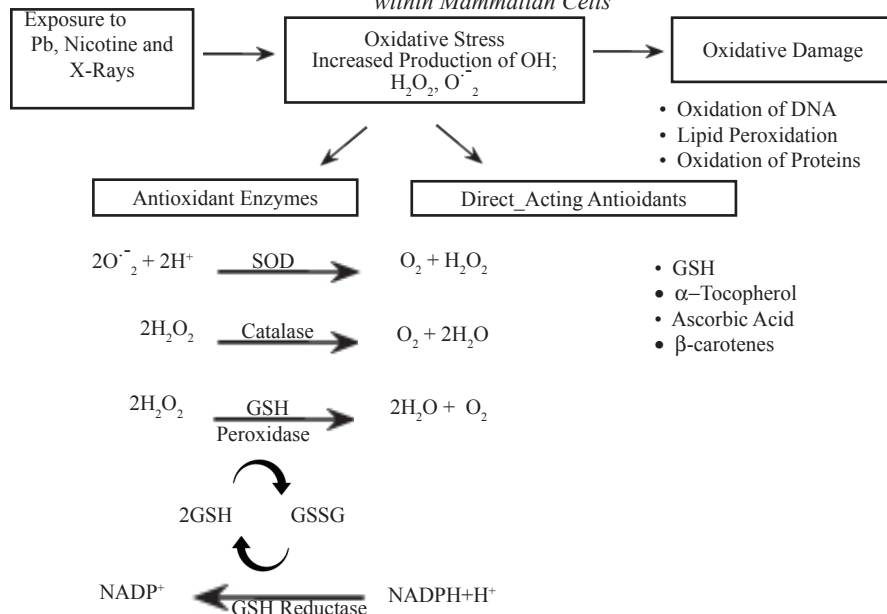 within Mammalian Cells
Exposure to
Pb, Nicotine and
X-Rays
Oxidative Stress
Increased Production of OH;
H₂O₂, O·⁻₂
Oxidative Damage
• Oxidation of DNA
• Lipid Peroxidation
• Oxidation of Proteins
Antioxidant Enzymes
Direct_Acting Antioidants
2O·⁻₂ + 2H⁺ SOD O₂ + H₂O₂
2H₂O₂ Catalase O₂ + 2H₂O
2H₂O₂ GSH 2H₂O + O₂
Peroxidase
• GSH
• α–Tocopherol
• Ascorbic Acid
• β-carotenes
2GSH GSSG
NADP⁺ GSH Reductase NADPH+H⁺